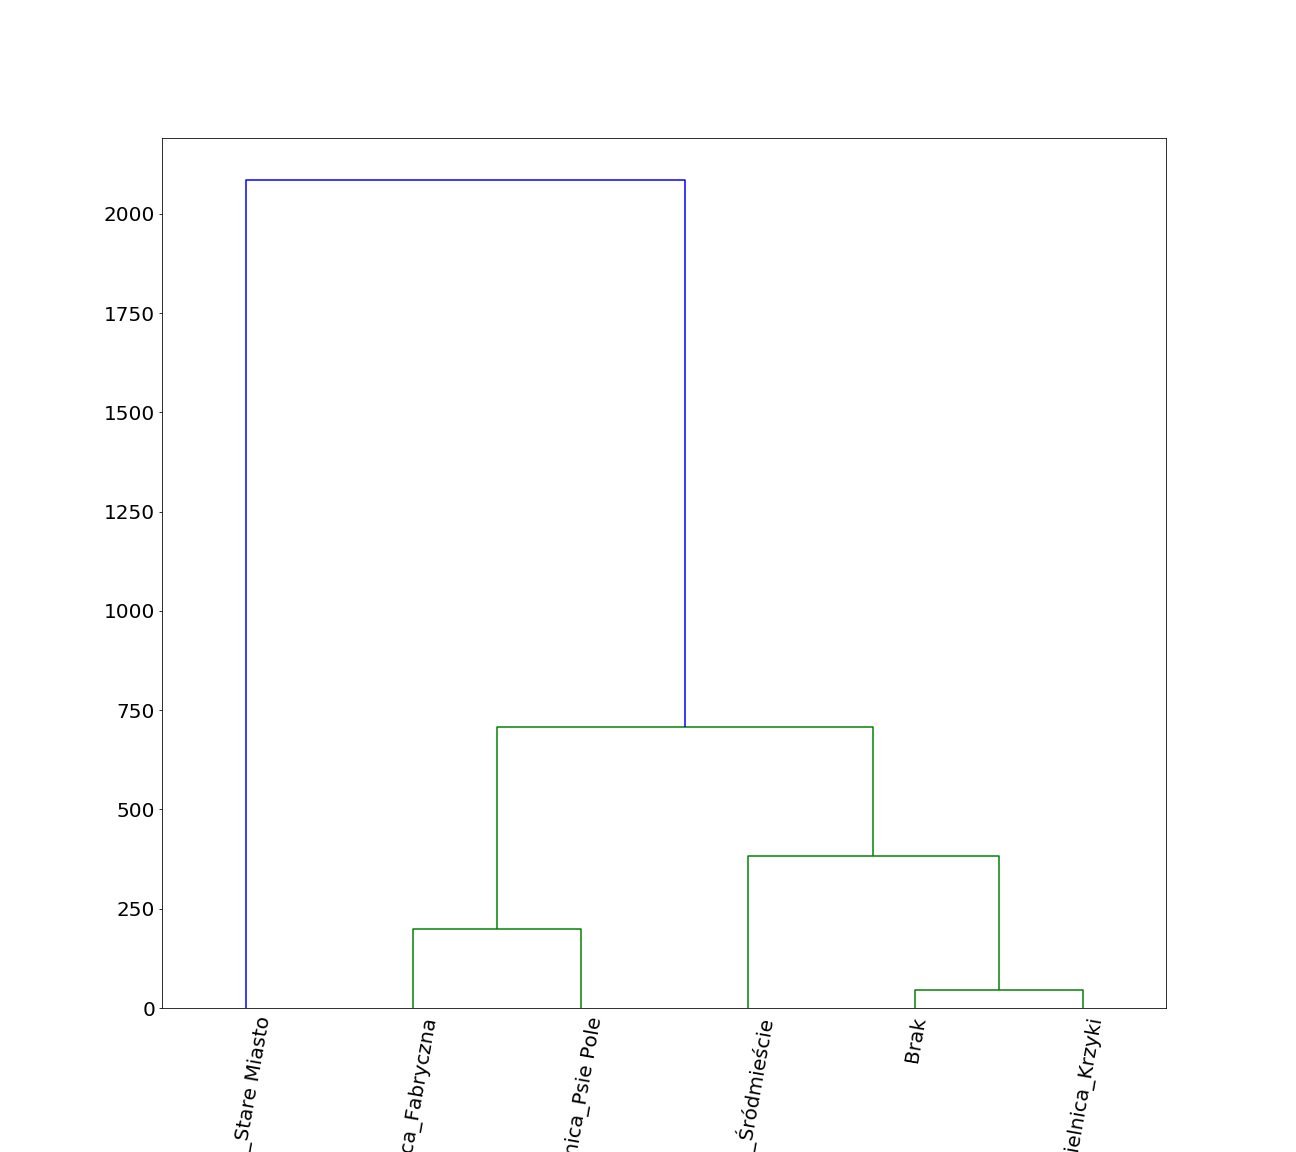 2000
1750
1500
1250
1000
750
500
250
0
_Stare Miasto
ca_Fabryczna
nica_Psie Pole
_Śródmieście
Brak
ielnica_Krzyki